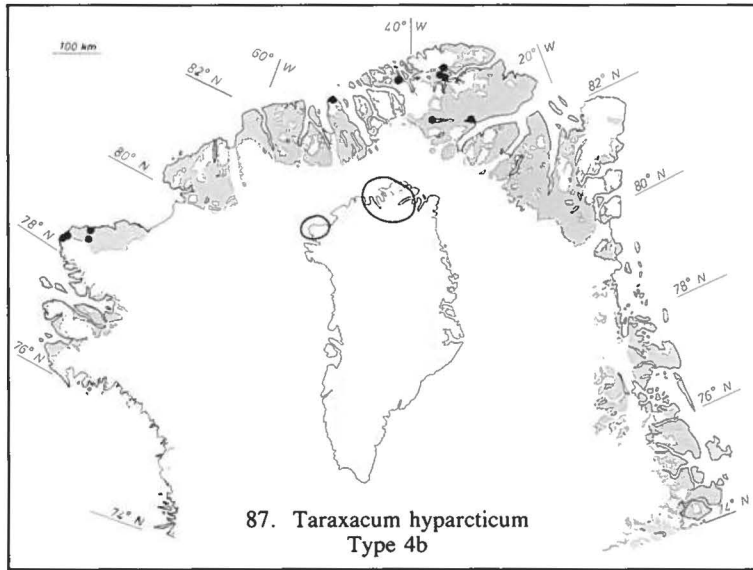 100 km
60° W
40° W
20° W
82° N
82° N
80° N
80° N
78° N
78° N
76° N
76° N
74° N
4° N
87. Taraxacum hyparcticum
Type 4b